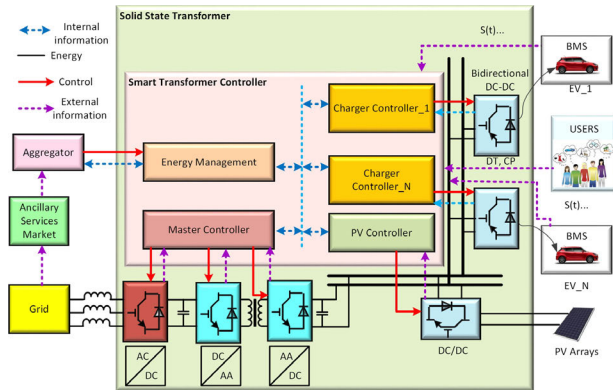 Solid State Transformer
Internal
information
Energy
Control
External
information
Smart Transformer Controller
S(t)...
BMS
EV_1
Bidirectional
DC-DC
Charger Controller_1
DT, CP
USERS
S(t)...
Aggregator
Energy Management
Charger
Controller_N
Ancillary
Services
Market
Master Controller
PV Controller
BMS
EV_N
Grid
AC
DC
DC
AA
AA
DC
DC/DC
PV Arrays